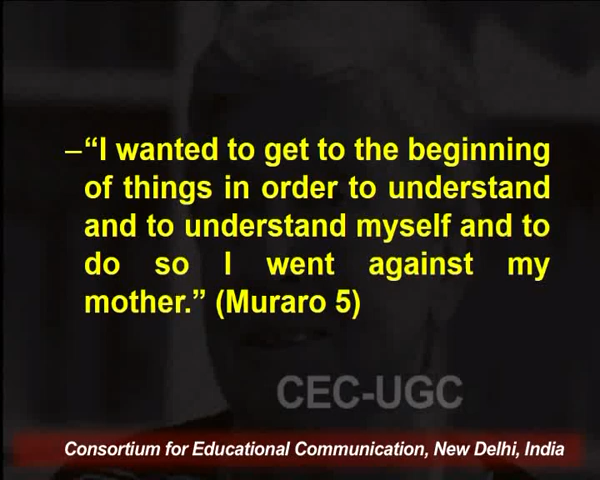 –“I wanted to get to the beginning
of things in order to understand
and to understand myself and to
do so I went against my
mother.” (Muraro 5)
CEC-UGC
Consortium for Educational Communication, New Delhi, India